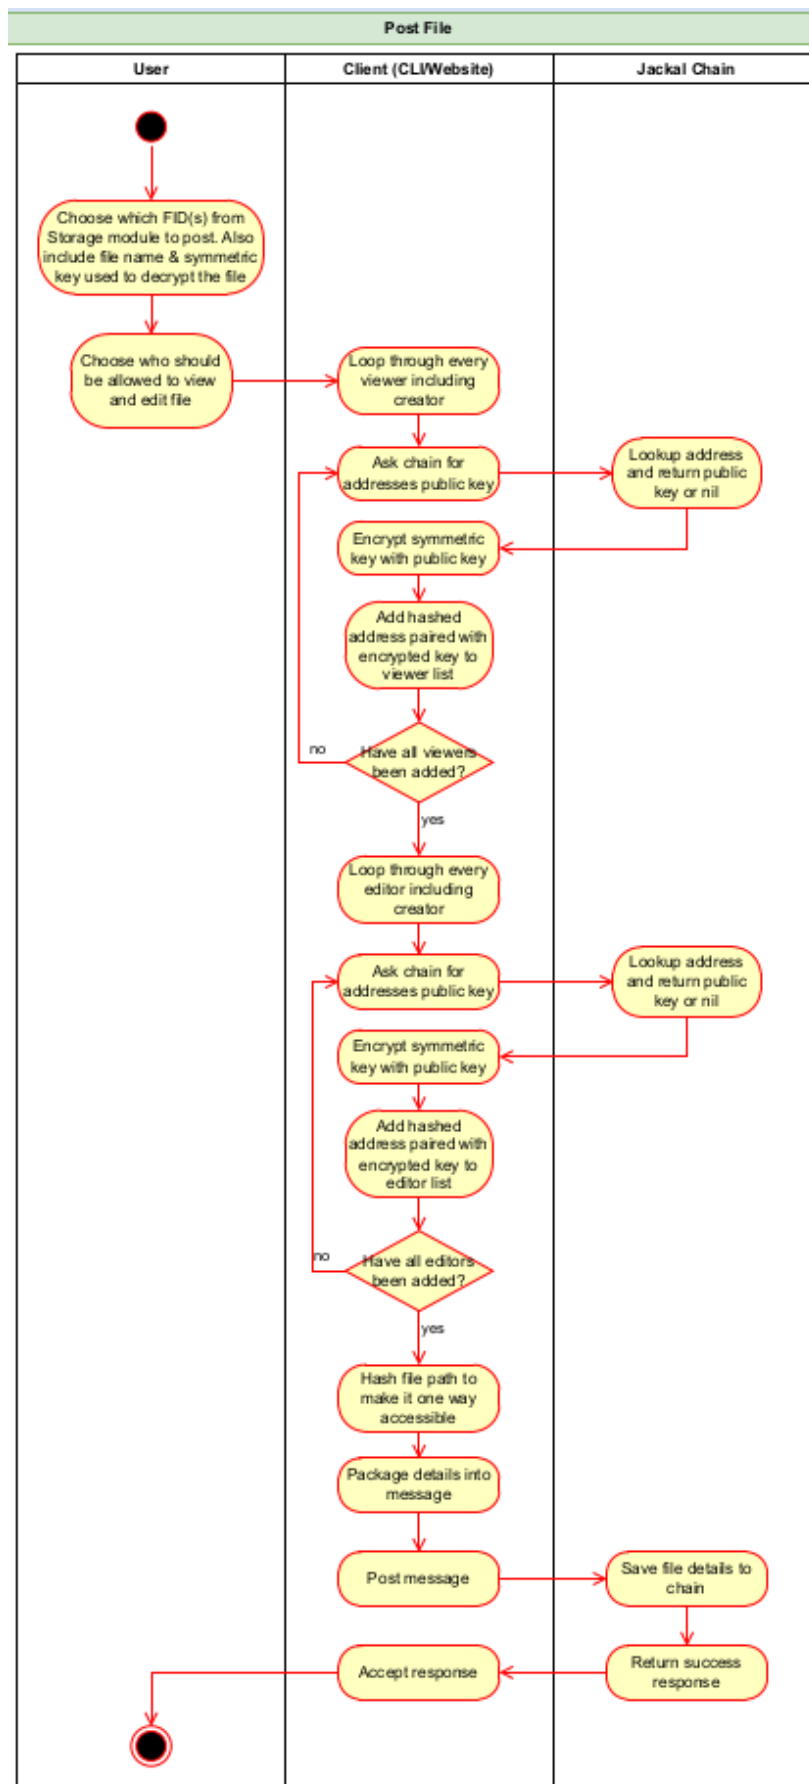 Post File
User
Client (CLI/Website)
Jackal Chain
Choose which FID(s) from
Storage module to post. Also
include file name & symmetric
key used to decrypt the file
Choose who should
be allowed to view
and edit file
Loop through every
viewer including
creator
Ask chain for
addresses public key
Lookup address
and return public
key or nil
Encrypt symmetric
key with public key
Add hashed
address paired with
encrypted key to
viewer list
Have all viewers
been added?
no
yes
Loop through every
editor including
creator
Ask chain for
addresses public key
Lookup address
and return public
key or nil
Encrypt symmetric
key with public key
Add hashed
address paired with
encrypted key to
editor list
Have all editors
been added?
no
yes
Hash file path to
make it one way
accessible
Package details into
message
Post message
Save file details to
chain
Return success
response
Accept response